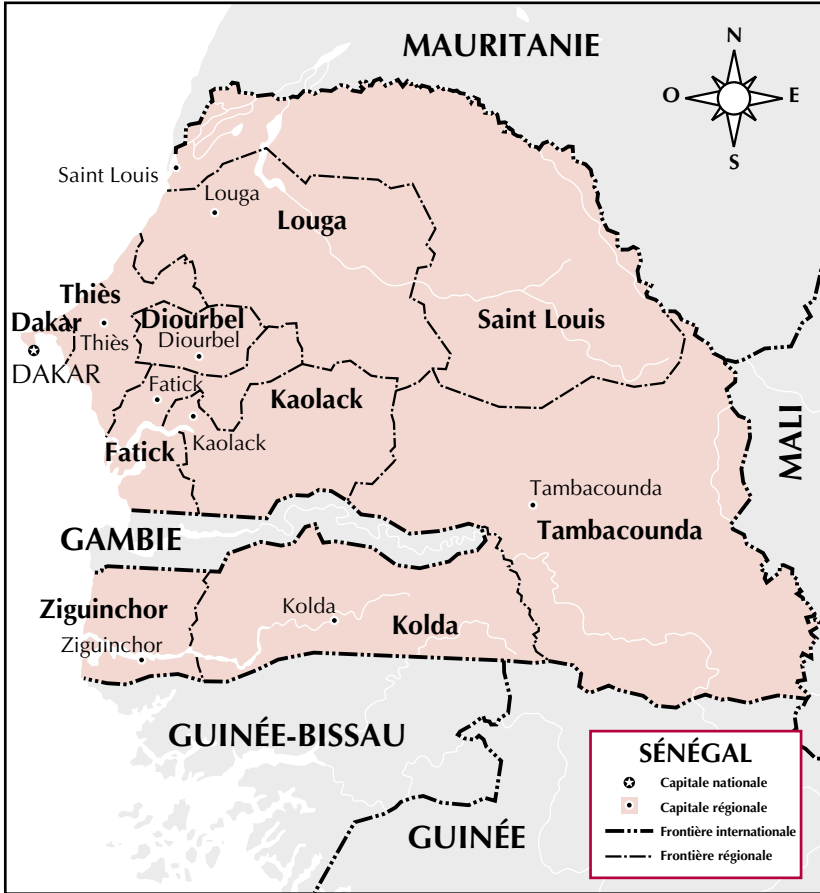 MAURITANIE
N
O
E
S
Saint Louis
Louga
Louga
Thiès
Dakar
Diourbel
Saint Louis
Thiès
Diourbel
DAKAR
Fatick
Kaolack
Kaolack
Fatick
MALI
Tambacounda
Tambacounda
GAMBIE
Ziguinchor
Kolda
Kolda
Ziguinchor
GUINÉE-BISSAU
GUINÉE
SÉNÉGAL
Capitale nationale
Capitale régionale
Frontière internationale
Frontière régionale